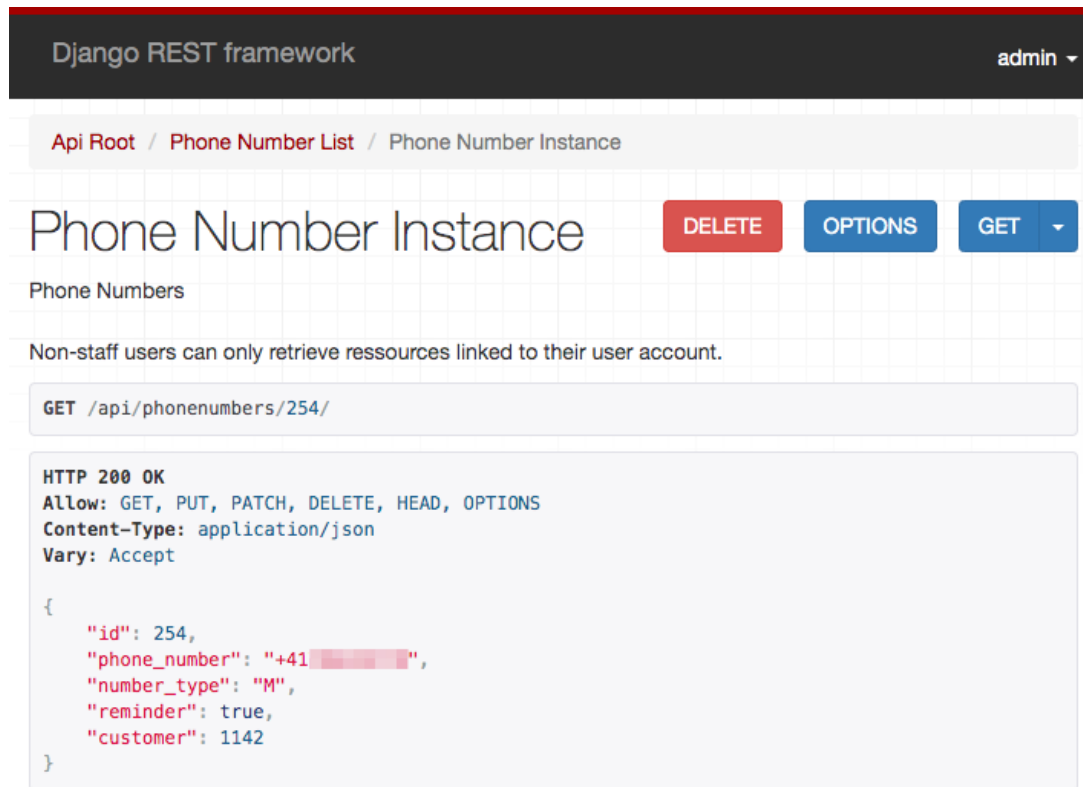 Django REST framework
admin
Api Root / Phone Number List / Phone Number Instance
Phone Number Instance
DELETE
OPTIONS
GET
Phone Numbers
Non-staff users can only retrieve ressources linked to their user account.
GET /api/phonenumbers/254/
HTTP 200 OK
Allow: GET, PUT, PATCH, DELETE, HEAD, OPTIONS
Content-Type: application/json
Vary: Accept
{
"id": 254,
"phone_number": "+41 ",
"number_type": "M",
"reminder": true,
"customer": 1142
}